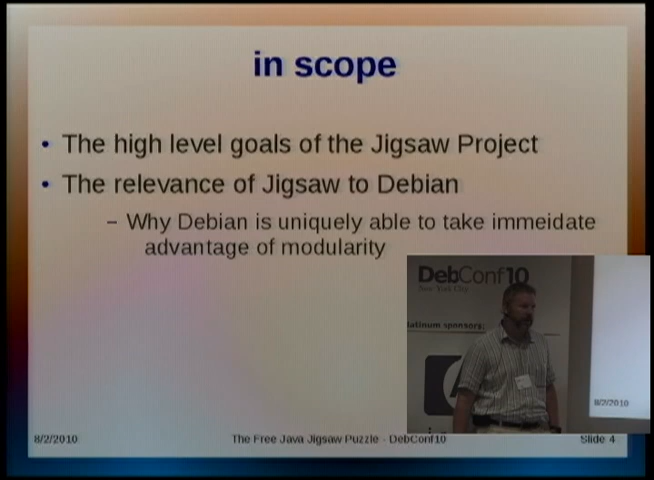 in scope
• The high level goals of the Jigsaw Project
• The relevance of Jigsaw to Debian
– Why Debian is uniquely able to take immeidate
advantage of modularity
DebConf10
New York City
latinum sponsors:
8/2/2010
8/2/2010 The Free Java Jigsaw Puzzle - DebConf10 Slide 4